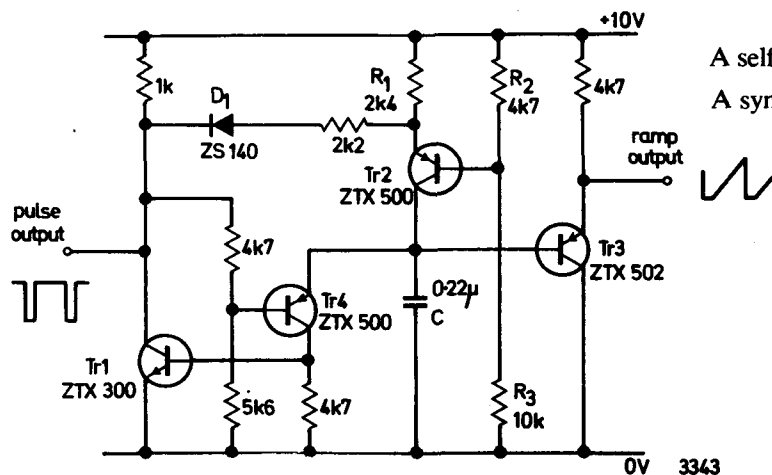 +10V
A self
A syn
1k
D1
ZS 140
2k2
R1
2k4
R2
4k7
4k7
ramp
output
Tr2
ZTX 500
pulse
output
4k7
Tr4
ZTX 500
0·22µ
C
Tr3
ZTX 502
Tr1
ZTX 300
5k6
4k7
R3
10k
0V
3343